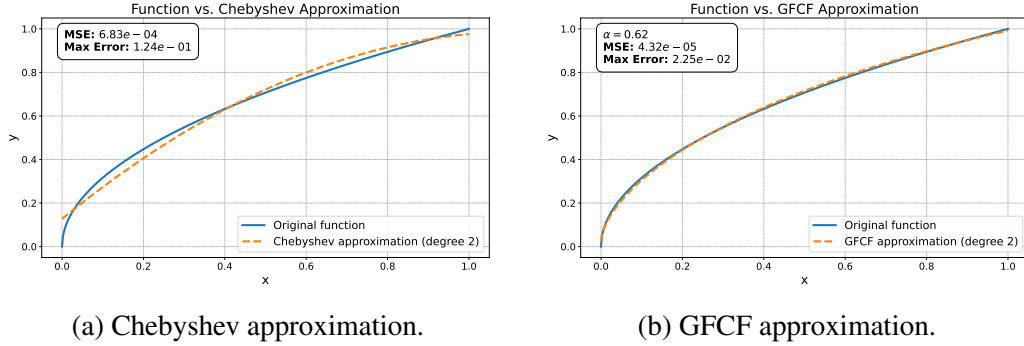 Function vs. Chebyshev Approximation
MSE: 6.83e − 04
Max Error: 1.24e − 01
1.0
0.8
0.6
0.4
0.2
0.0
y
Original function
Chebyshev approximation (degree 2)
0.0 0.2 0.4 0.6 0.8 1.0
x
(a) Chebyshev approximation.
Function vs. GFCF Approximation
α = 0.62
MSE: 4.32e − 05
Max Error: 2.25e − 02
1.0
0.8
0.6
0.4
0.2
0.0
y
Original function
GFCF approximation (degree 2)
0.0 0.2 0.4 0.6 0.8 1.0
x
(b) GFCF approximation.